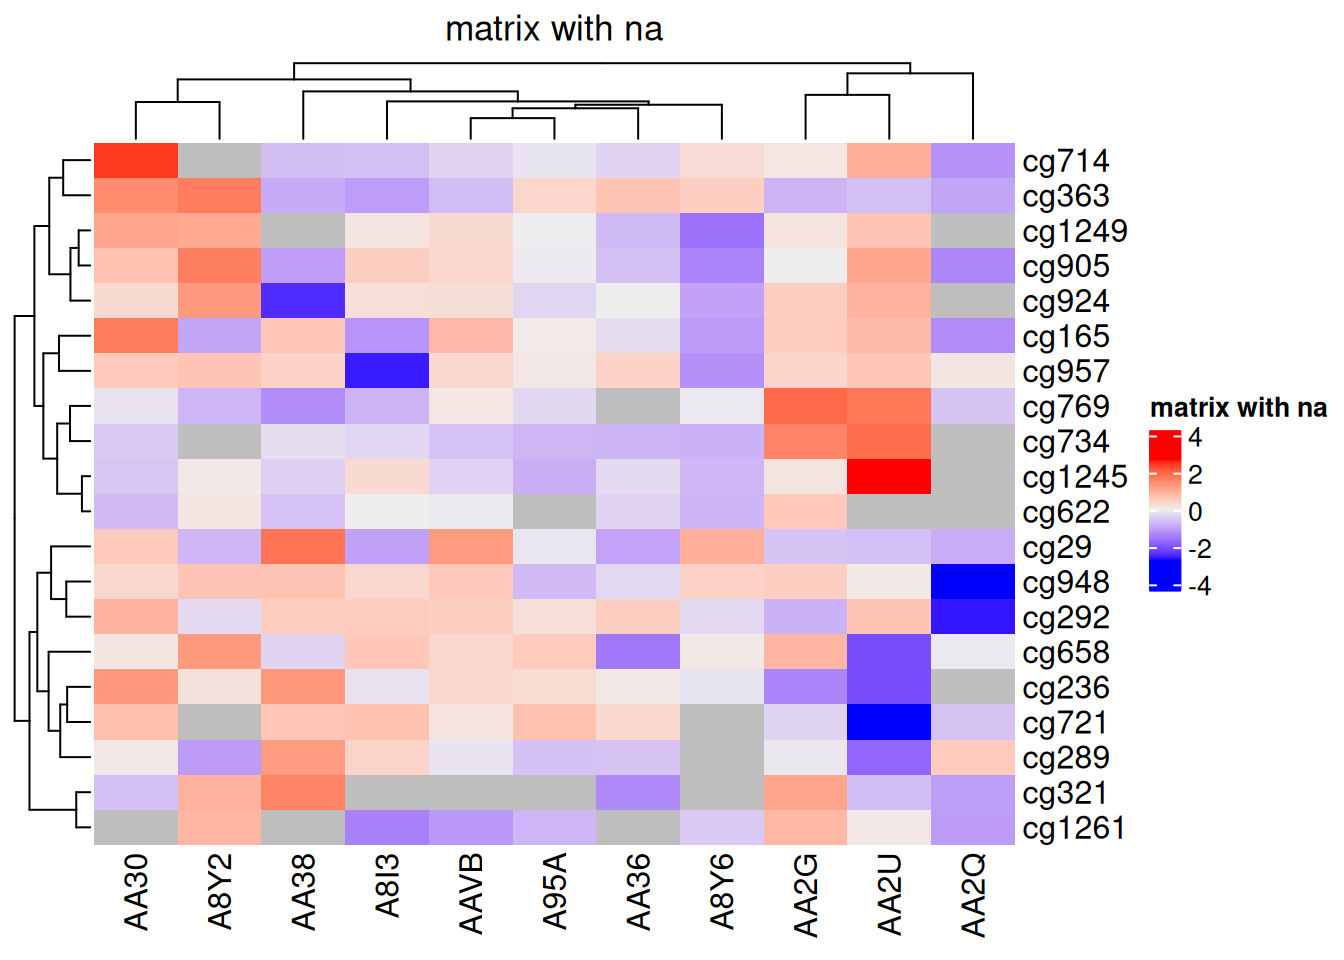 matrix with na
cg714
cg363
cg1249
cg905
cg924
cg165
cg957
cg769
cg734
cg1245
cg622
cg29
cg948
cg292
cg658
cg236
cg721
cg289
cg321
cg1261
AA30 A8Y2 AA38 A8I3 AAVB A95A AA36 A8Y6 AA2G AA2U AA2Q
matrix with na
4
2
0
-2
-4